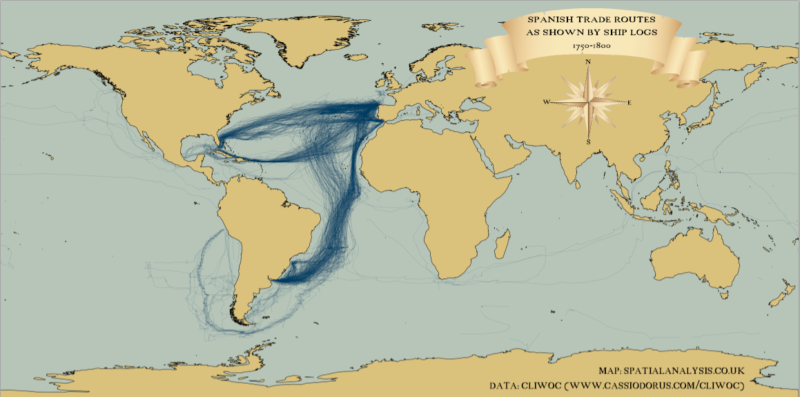 SPANISH TRADE ROUTES
AS SHOWN BY SHIP LOGS
1750-1800
N
W E
S
MAP: SPATIALANALYSIS.CO.UK
DATA: CLIWOC (WWW.CASSIODORUS.COM/CLIWOC)